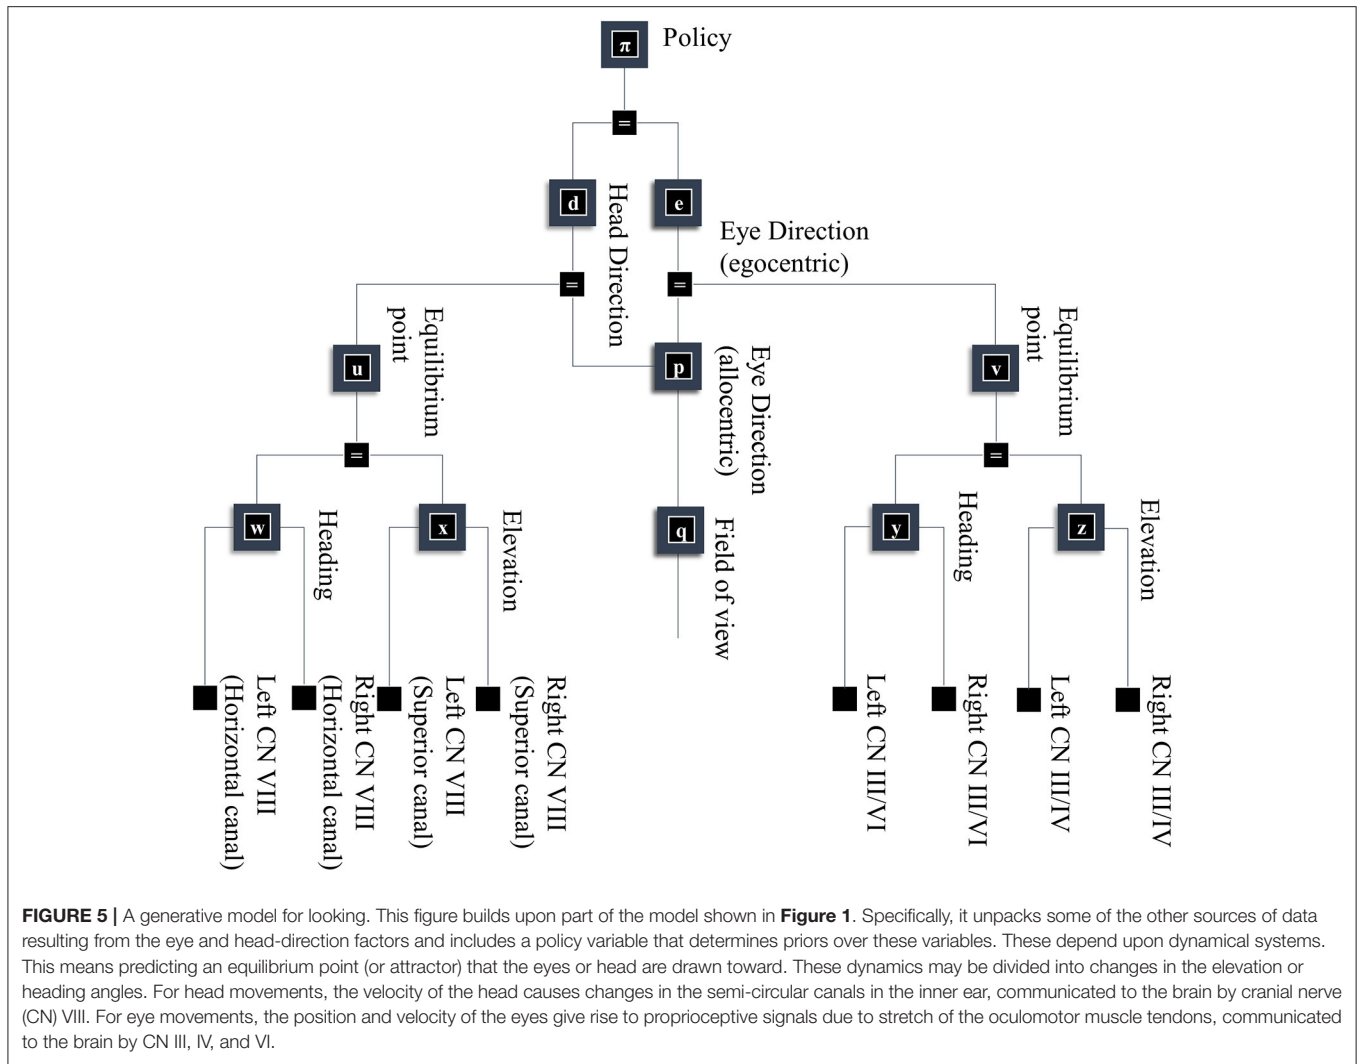 π
Policy
=
d
e
Head Direction
Eye Direction
(egocentric)
=
=
Equilibrium
point
u
p
Eye Direction
(allocentric)
Equilibrium
point
v
=
=
w
Heading
x
Elevation
q
Field of view
y
Heading
z
Elevation
Left CN VIII
(Horizontal canal)
Right CN VIII
(Horizontal canal)
Left CN VIII
(Superior canal)
Right CN VIII
(Superior canal)
Left CN III/VI
Right CN III/VI
Left CN III/IV
Right CN III/IV
FIGURE 5 | A generative model for looking. This figure builds upon part of the model shown in Figure 1. Specifically, it unpacks some of the other sources of data
resulting from the eye and head-direction factors and includes a policy variable that determines priors over these variables. These depend upon dynamical systems.
This means predicting an equilibrium point (or attractor) that the eyes or head are drawn toward. These dynamics may be divided into changes in the elevation or
heading angles. For head movements, the velocity of the head causes changes in the semi-circular canals in the inner ear, communicated to the brain by cranial nerve
(CN) VIII. For eye movements, the position and velocity of the eyes give rise to proprioceptive signals due to stretch of the oculomotor muscle tendons, communicated
to the brain by CN III, IV, and VI.